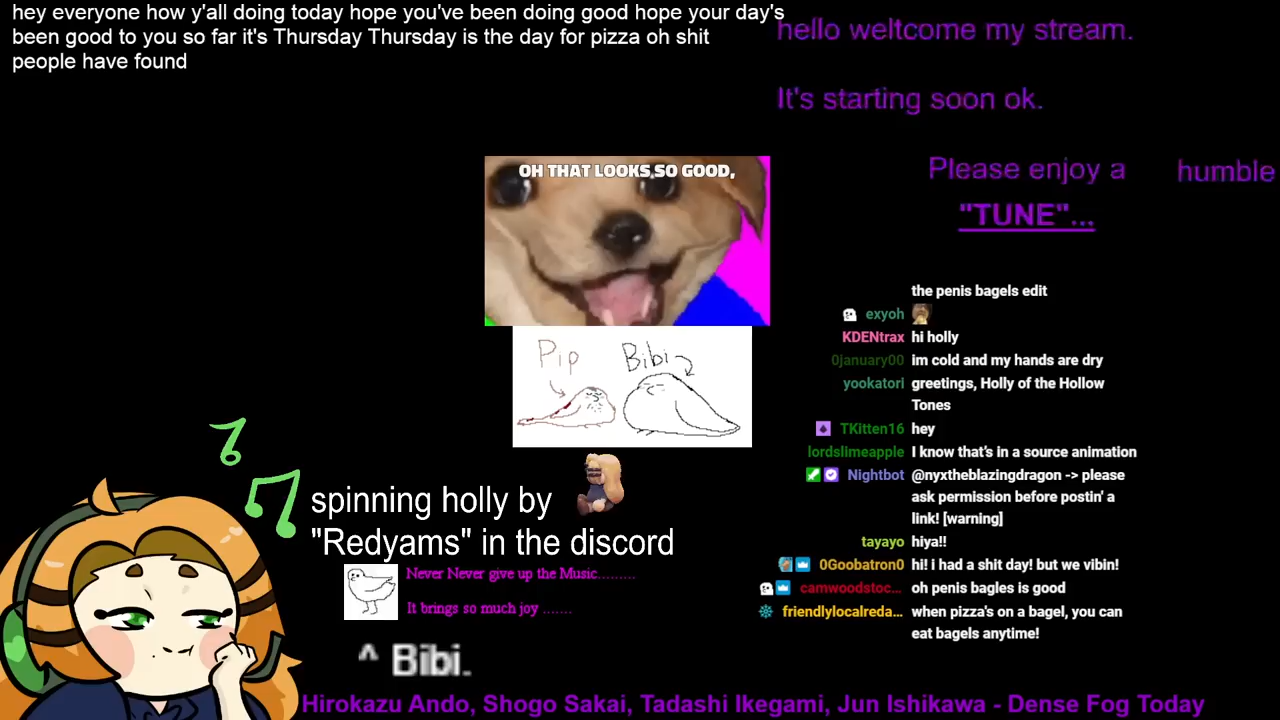 hey everyone how y'all doing today hope you've been doing good hope your day's
been good to you so far it's Thursday Thursday is the day for pizza oh shit
people have found
hello weltcome my stream.
It's starting soon ok.
Please enjoy a humble
"TUNE"...
OH THAT LOOKS SO GOOD,
Pip
Bibi
the penis bagels edit
exyoh
KDENtrax hi holly
0january00 im cold and my hands are dry
yookatori greetings, Holly of the Hollow
Tones
TKitten16 hey
lordslimeapple I know that's in a source animation
Nightbot @nyxtheblazingdragon -> please
ask permission before postin' a
link! [warning]
tayayo hiya!!
0Goobatron0 hi! i had a shit day! but we vibin!
camwoodstoc... oh penis bagles is good
friendlylocalreda... when pizza's on a bagel, you can
eat bagels anytime!
spinning holly by
"Redyams" in the discord
Never Never give up the Music.........
It brings so much joy .......
^ Bibi.
Hirokazu Ando, Shogo Sakai, Tadashi Ikegami, Jun Ishikawa - Dense Fog Today